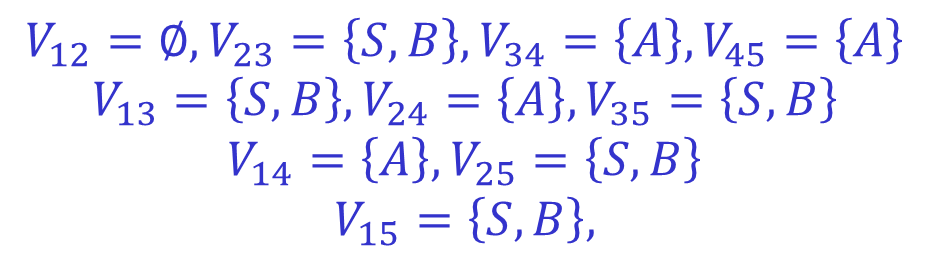 V₁₂ = ∅, V₂₃ = {S, B}, V₃₄ = {A}, V₄₅ = {A}
V₁₃ = {S, B}, V₂₄ = {A}, V₃₅ = {S, B}
V₁₄ = {A}, V₂₅ = {S, B}
V₁₅ = {S, B},